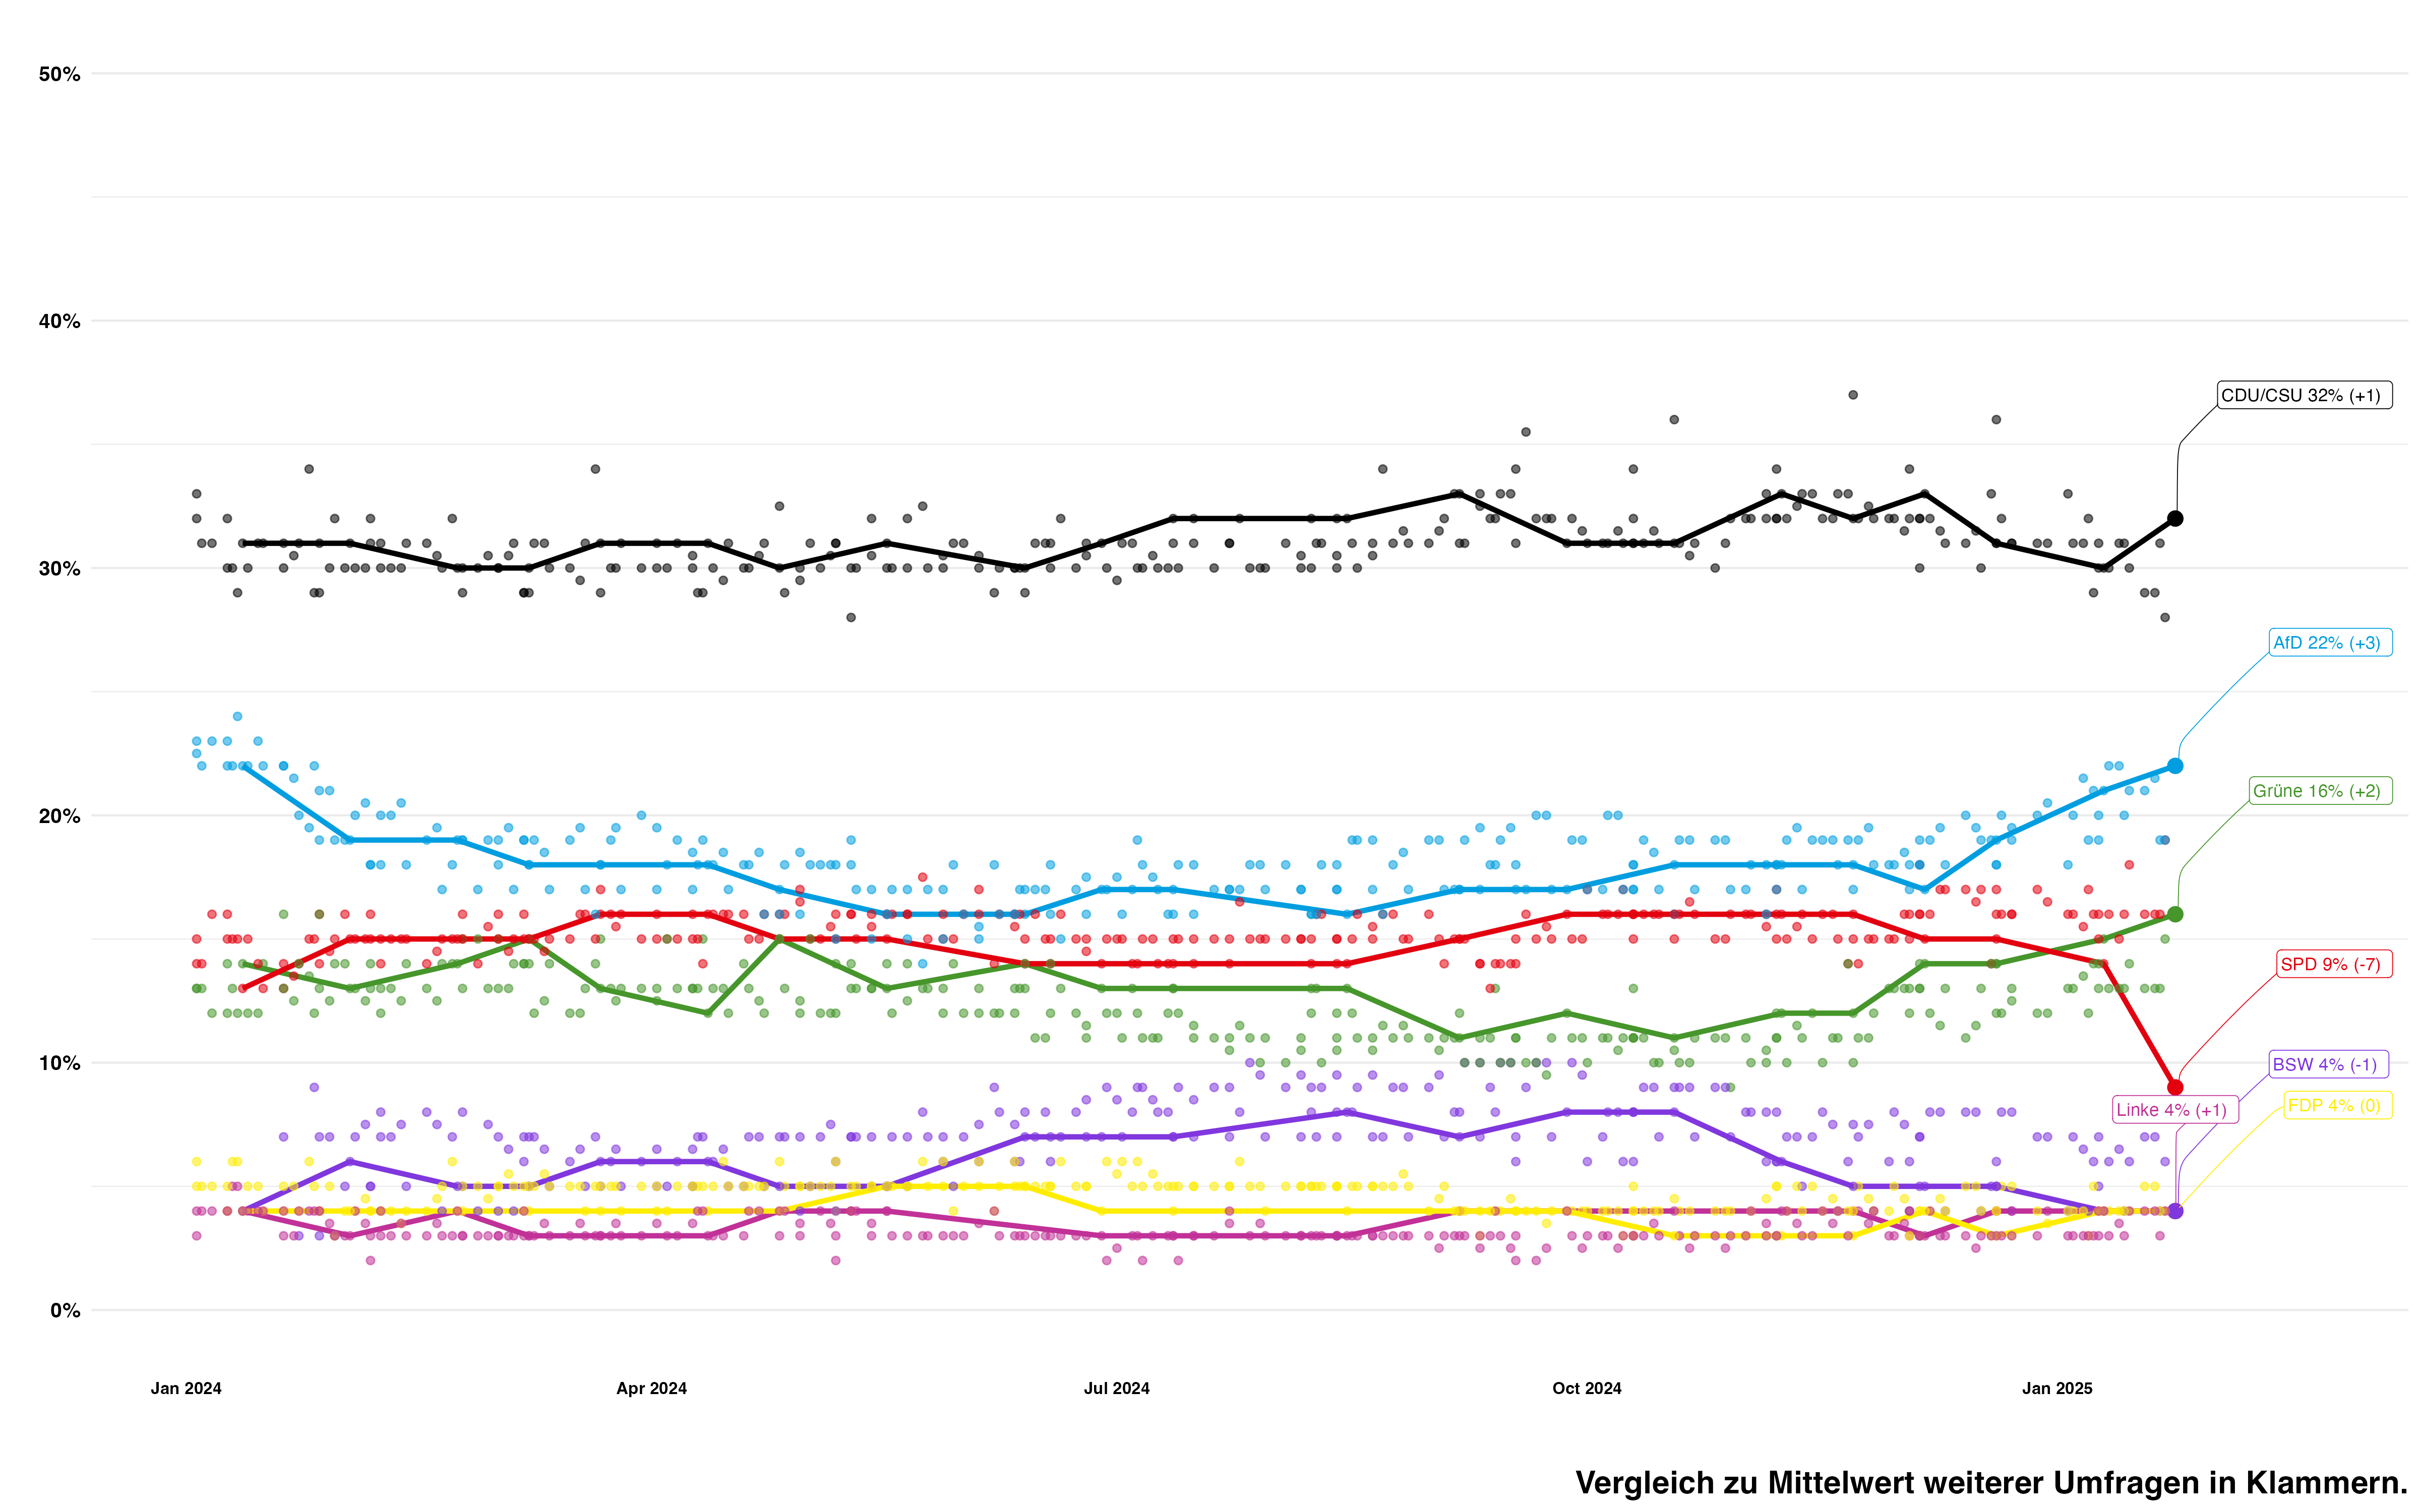 50%
40%
30%
20%
10%
0%
CDU/CSU 32% (+1)
AfD 22% (+3)
Grüne 16% (+2)
SPD 9% (-7)
BSW 4% (-1)
Linke 4% (+1)
FDP 4% (0)
Jan 2024
Apr 2024
Jul 2024
Oct 2024
Jan 2025
Vergleich zu Mittelwert weiterer Umfragen in Klammern.